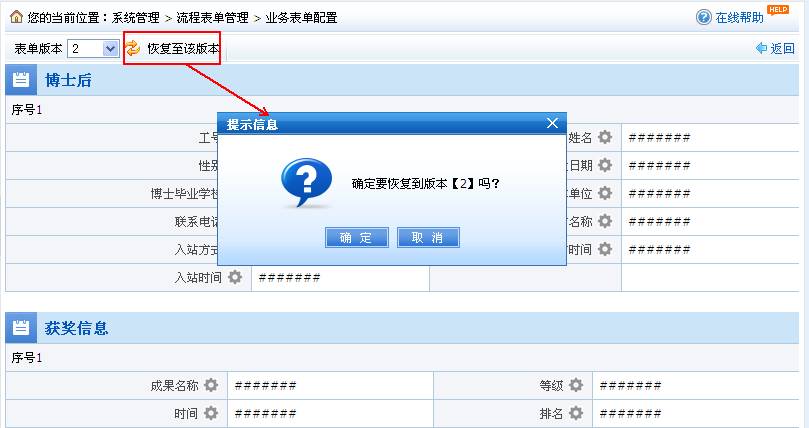 您的当前位置：系统管理 > 流程表单管理 > 业务表单配置
在线帮助 HELP
表单版本 2 恢复至该版本 返回
博士后
序号1
提示信息
确定要恢复到版本【2】吗?
确 定 取 消
工号 姓名 #######
性别 日期 #######
博士毕业学校 单位 #######
联系电话 名称 #######
入站方式 时间 #######
入站时间 #######
获奖信息
序号1
成果名称 ####### 等级 #######
时间 ####### 排名 #######